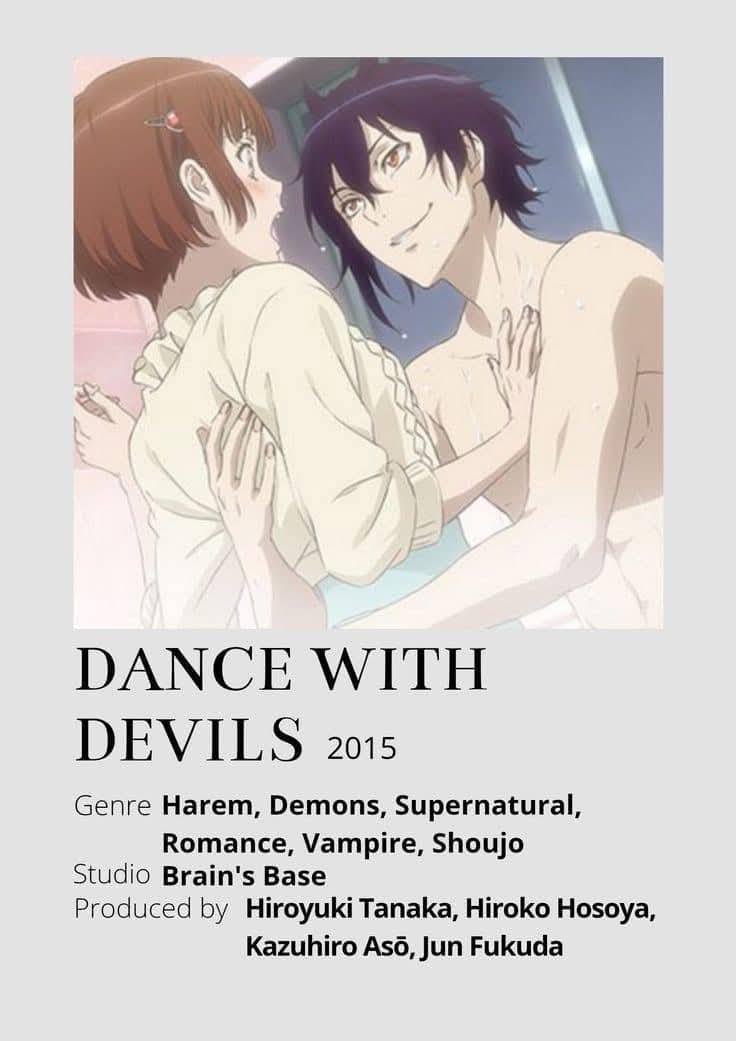 DANCE WITH
DEVILS 2015
Genre Harem, Demons, Supernatural,
Romance, Vampire, Shoujo
Studio Brain's Base
Produced by Hiroyuki Tanaka, Hiroko Hosoya,
Kazuhiro Asō, Jun Fukuda